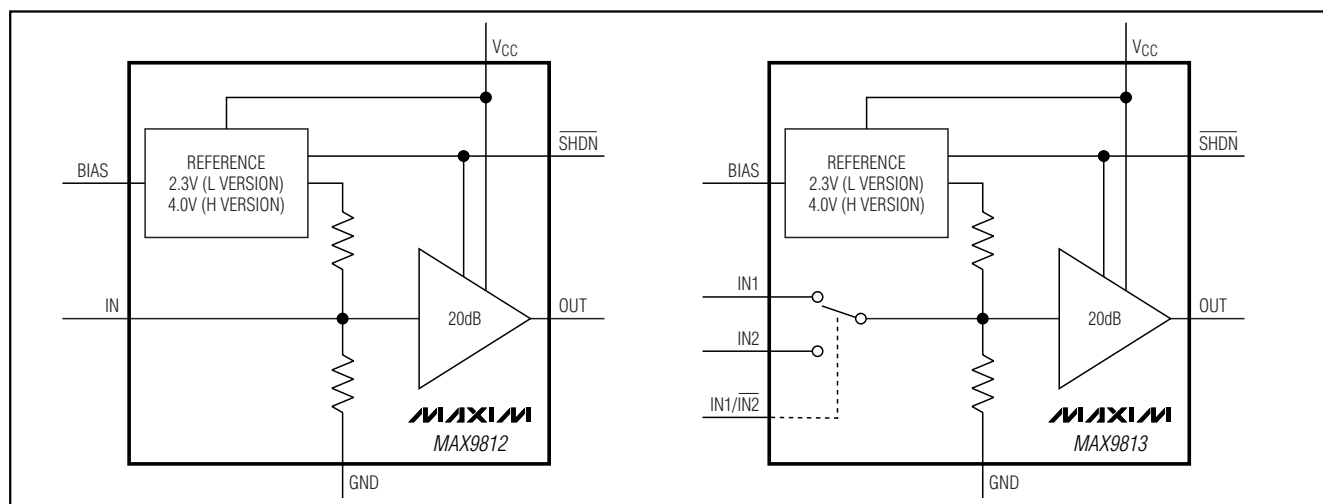 VCC
SHDN
BIAS
REFERENCE
2.3V (L VERSION)
4.0V (H VERSION)
IN
20dB
OUT
MAXIM
MAX9812
GND
VCC
SHDN
BIAS
REFERENCE
2.3V (L VERSION)
4.0V (H VERSION)
IN1
20dB
OUT
IN2
IN1/IN2
MAXIM
MAX9813
GND